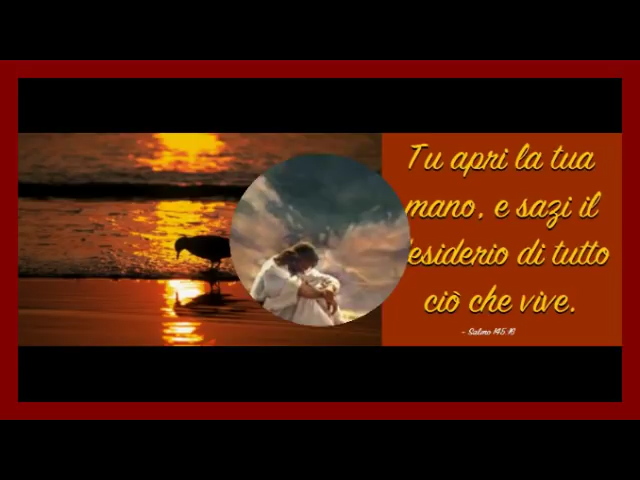 Tu apri la tua
mano, e sazi il
desiderio di tutto
ciò che vive.
- Salmo 145:16